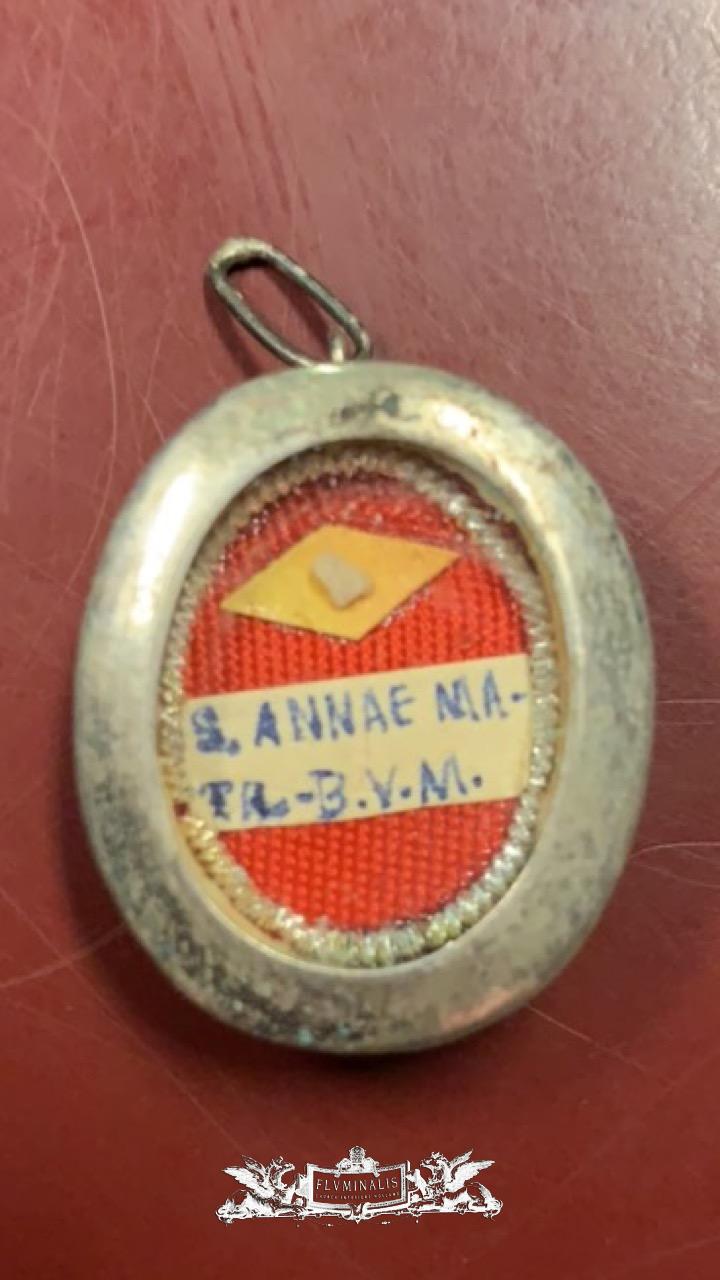 S. ANNAE MA-
TR.-B.V.M.
FLVMINALIS